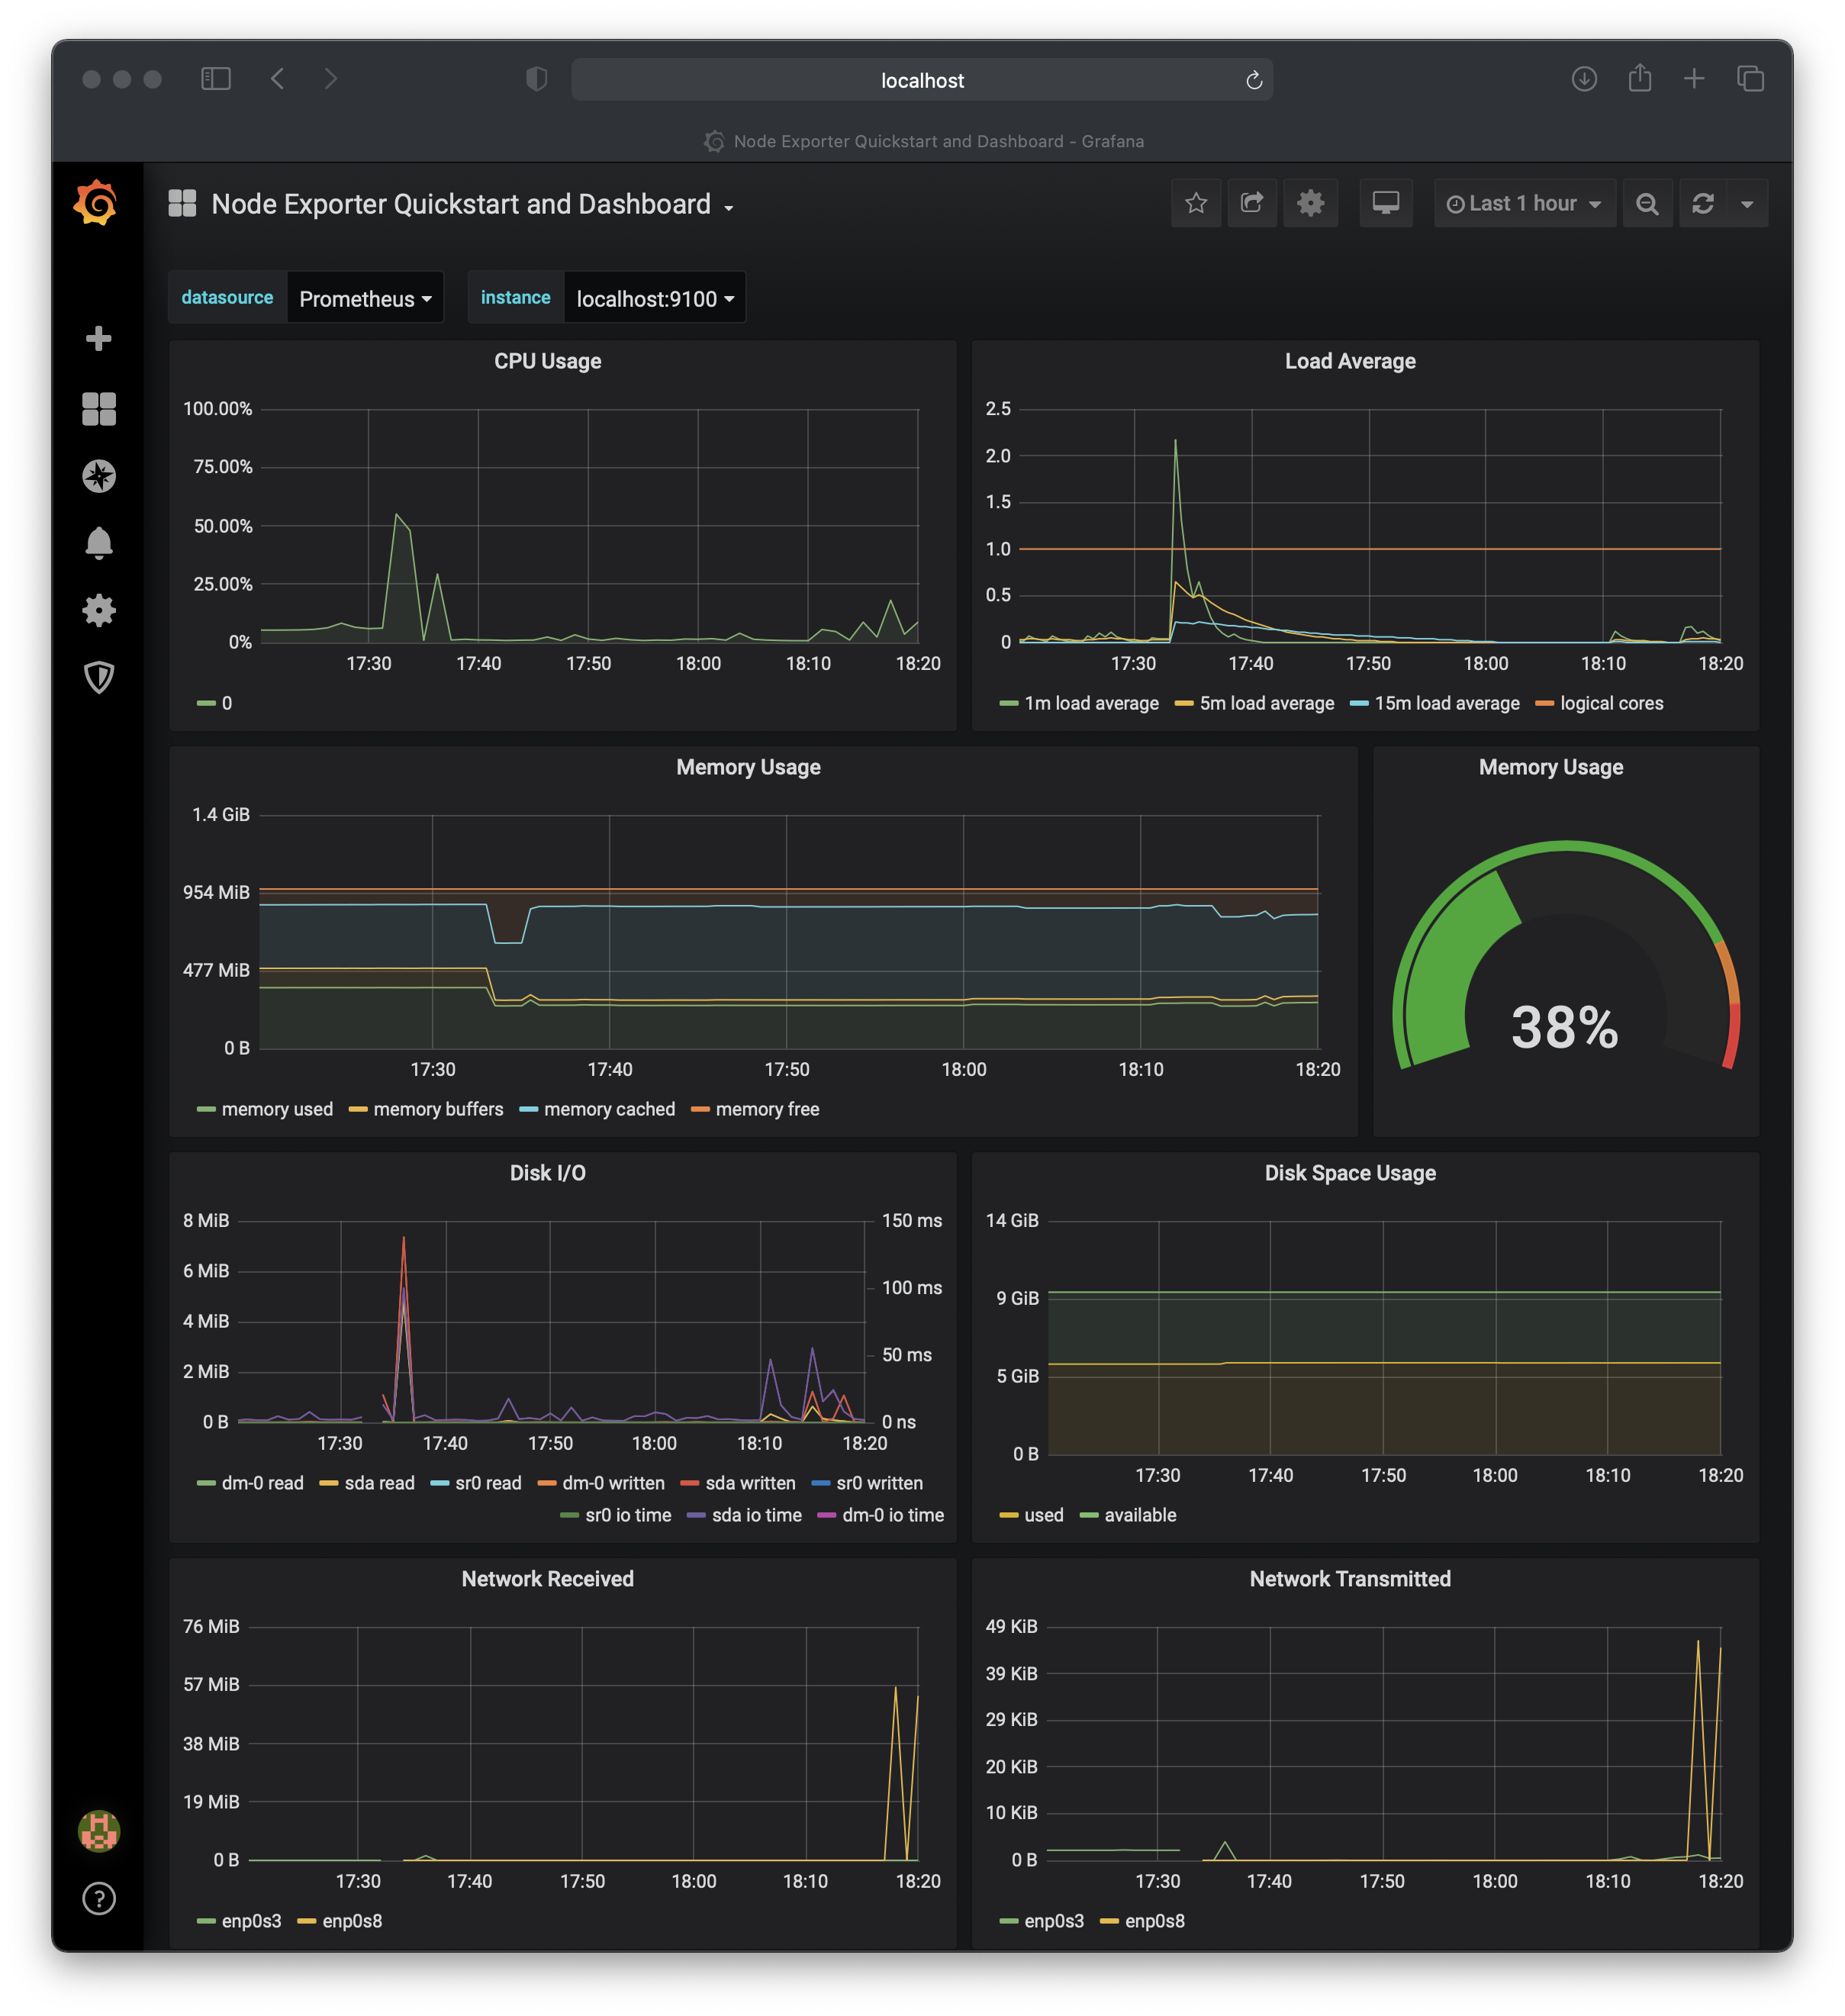 localhost
Node Exporter Quickstart and Dashboard - Grafana
Node Exporter Quickstart and Dashboard
Last 1 hour
datasource Prometheus instance localhost:9100
CPU Usage
100.00%
75.00%
50.00%
25.00%
0%
17:30 17:40 17:50 18:00 18:10 18:20
0
Load Average
2.5
2.0
1.5
1.0
0.5
0
17:30 17:40 17:50 18:00 18:10 18:20
1m load average 5m load average 15m load average logical cores
Memory Usage
1.4 GiB
954 MiB
477 MiB
0 B
17:30 17:40 17:50 18:00 18:10 18:20
memory used memory buffers memory cached memory free
Memory Usage
38%
Disk I/O
8 MiB
6 MiB
4 MiB
2 MiB
0 B
150 ms
100 ms
50 ms
0 ns
17:30 17:40 17:50 18:00 18:10 18:20
dm-0 read sda read sr0 read dm-0 written sda written sr0 written
sr0 io time sda io time dm-0 io time
Disk Space Usage
14 GiB
9 GiB
5 GiB
0 B
17:30 17:40 17:50 18:00 18:10 18:20
used available
Network Received
76 MiB
57 MiB
38 MiB
19 MiB
0 B
17:30 17:40 17:50 18:00 18:10 18:20
enp0s3 enp0s8
Network Transmitted
49 KiB
39 KiB
29 KiB
20 KiB
10 KiB
0 B
17:30 17:40 17:50 18:00 18:10 18:20
enp0s3 enp0s8